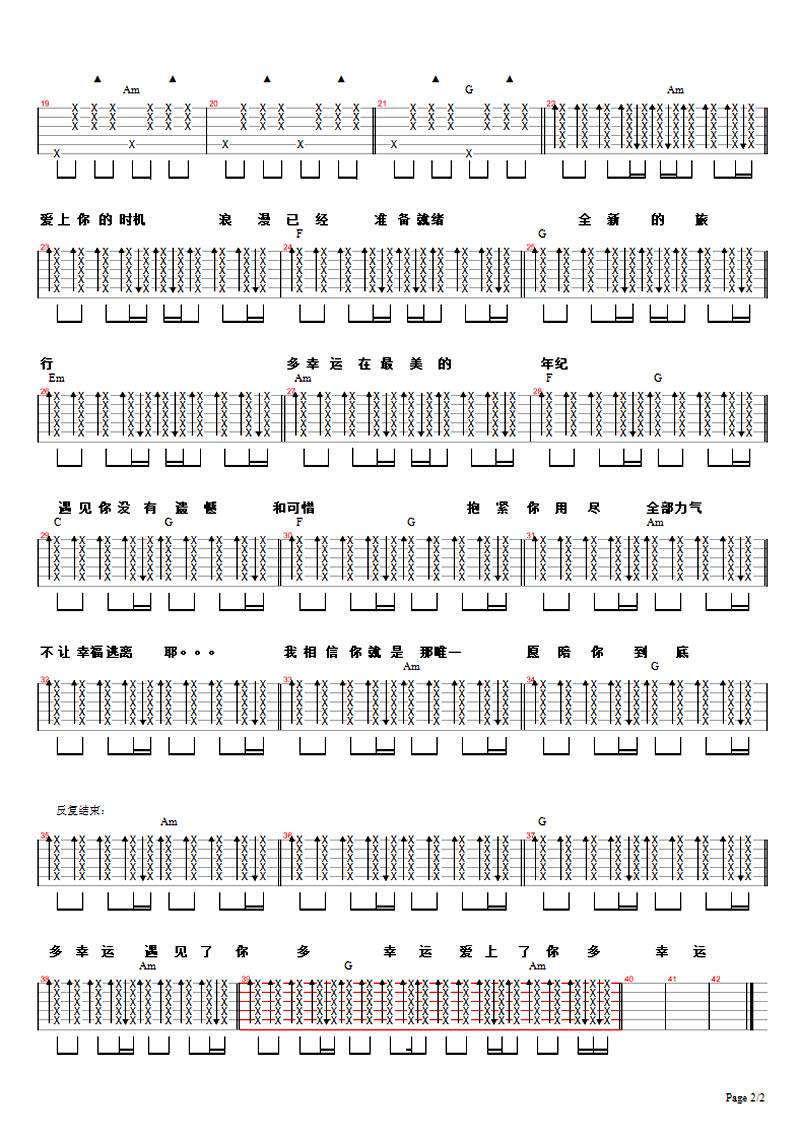 Am G Am
19 20 21 22
爱上你的时机 浪漫已经 准备就绪 全新的旅
F G
23 24 25
行 多幸运在最美的 年纪
Em Am F G
26 27 28
遇见你没有遗憾 和可惜 抱紧你用尽 全部力气
C G F G Am
29 30 31
不让幸福逃离 耶。。。 我相信你就是那唯一 愿陪你到底
Am G
32 33 34
反复结束：
Am G
35 36 37
多幸运遇见了你 多幸运爱上了你多幸运
Am G Am
38 39 40 41 42
Page 2/2